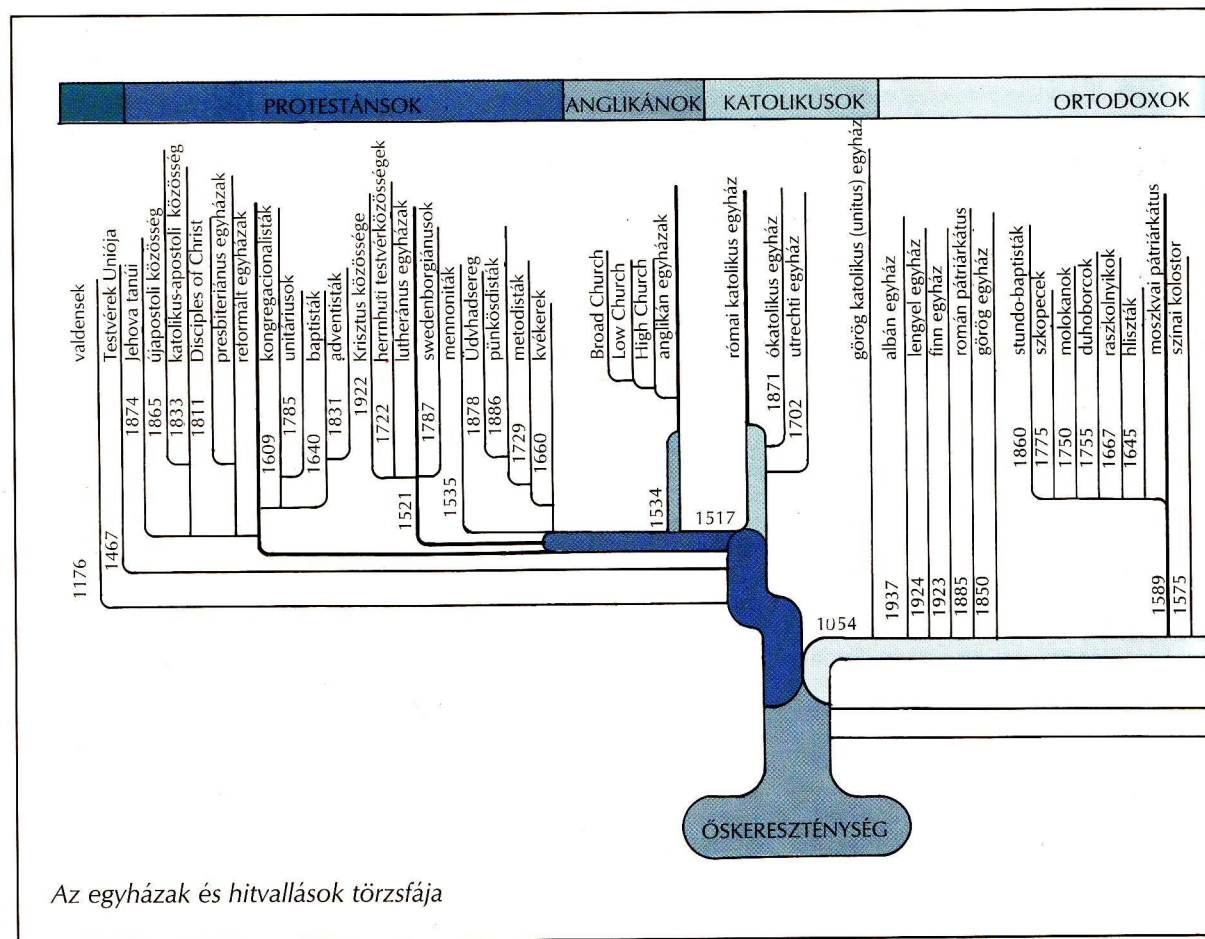 PROTESTÁNSOK
ANGLIKÁNOK
KATOLIKUSOK
ORTODOXOK
valdensek
Testvérek Uniója
Jehova tanúi
újapostoli közösség
katolikus-apostoli közösség
Disciples of Christ
presbiteriánus egyházak
református egyházak
kongregacionalisták
unitáriusok
baptisták
adventisták
Krisztus közössége
herrnhuti testvérközösségek
lutheránus egyházak
swedenborgiánusok
mennoniták
Üdvhadsereg
pünkösdisták
metodisták
kvékerek
Broad Church
Low Church
High Church
anglikán egyházak
római katolikus egyház
ókatolikus egyház
utrechti egyház
görög katolikus (unitus) egyház
albán egyház
lengyel egyház
finn egyház
román pátriárkátus
görög egyház
stundo-baptisták
szkopecek
molokanok
duhoborcok
raszkolnyikok
hliszták
moszkvai pátriárkátus
szinai kolostor
1176
1467
1874
1865
1833
1811
1609
1785
1640
1831
1922
1722
1521
1787
1535
1878
1886
1729
1660
1534
1517
1871
1702
1054
1937
1924
1923
1885
1850
1860
1775
1750
1755
1667
1645
1589
1575
ŐSKERESZTÉNYSÉG
Az egyházak és hitvallások törzsfája